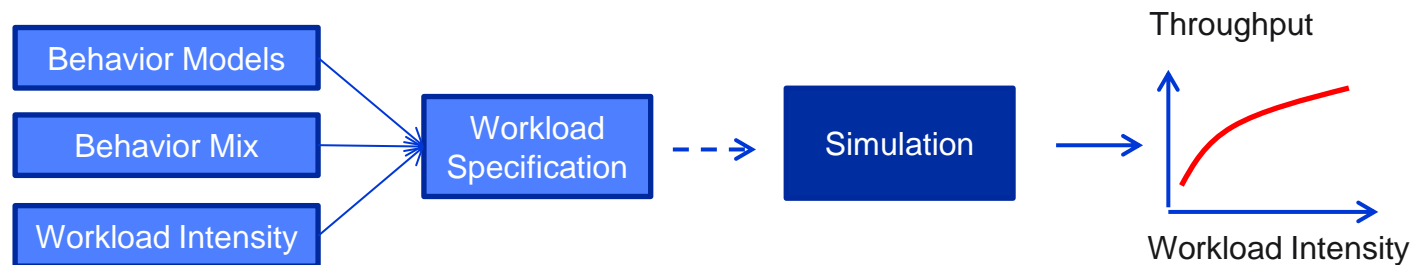 Behavior Models
Behavior Mix
Workload Intensity
Workload
Specification
Simulation
Throughput
Workload Intensity